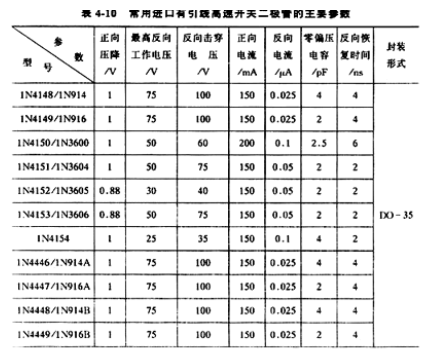 表 4-10 常用进口有引线高速开关二极管的主要参数
参数 型号 正向压降/V 最高反向工作电压/V 反向击穿电压/V 正向电流/mA 反向电流/μA 零偏压电容/pF 反向恢复时间/ns 封装形式
1N4148/1N914 1 75 100 150 0.025 4 4
1N4149/1N916 1 75 100 150 0.025 2 4
1N4150/1N3600 1 50 60 200 0.1 2.5 6
1N4151/1N3604 1 50 75 150 0.05 2 2
1N4152/1N3605 0.88 30 40 150 0.05 2 2
1N4153/1N3606 0.88 50 75 150 0.05 2 2 DO-35
1N4154 1 25 35 150 0.1 4 2
1N4446/1N914A 1 75 100 150 0.025 4 4
1N4447/1N916A 1 75 100 150 0.025 2 4
1N4448/1N914B 1 75 100 150 0.025 4 4
1N4449/1N916B 1 75 100 150 0.025 2 4